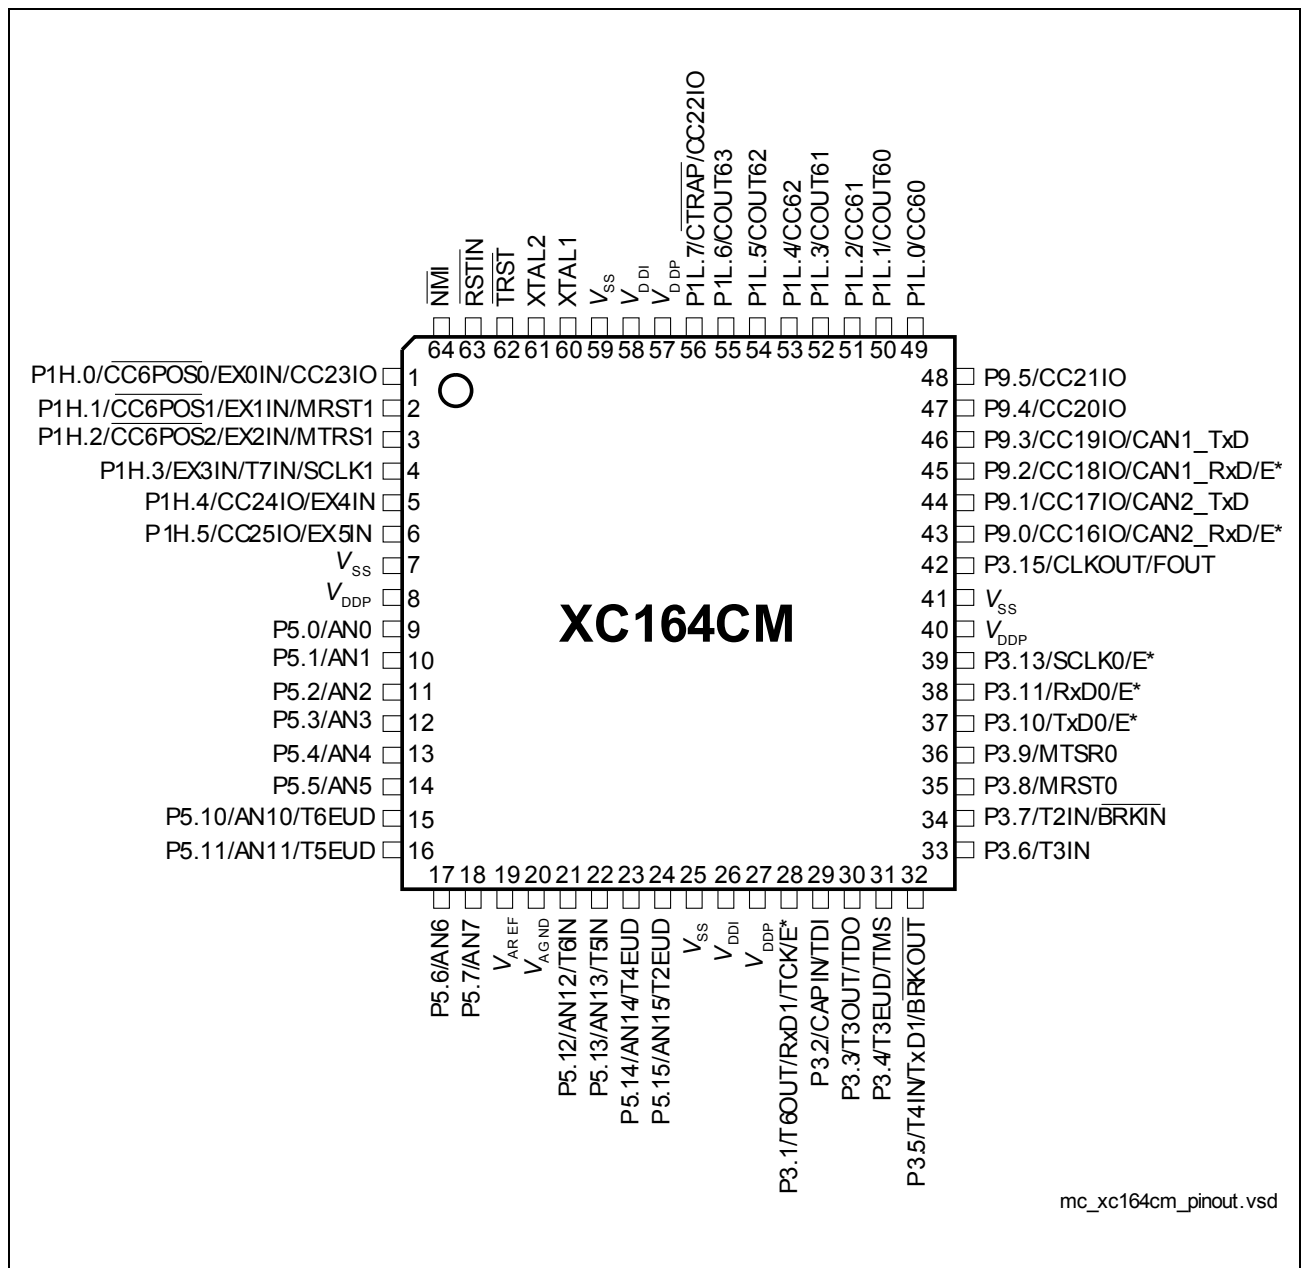 NMI
RSTIN
TRST
XTAL2
XTAL1
VSS
VDDI
VDDP
P1L.7/CTRAP/CC22IO
P1L.6/COUT63
P1L.5/COUT62
P1L.4/CC62
P1L.3/COUT61
P1L.2/CC61
P1L.1/COUT60
P1L.0/CC60
64 63 62 61 60 59 58 57 56 55 54 53 52 51 50 49
P1H.0/CC6POS0/EX0IN/CC23IO 1
P1H.1/CC6POS1/EX1IN/MRST1 2
P1H.2/CC6POS2/EX2IN/MTRS1 3
P1H.3/EX3IN/T7IN/SCLK1 4
P1H.4/CC24IO/EX4IN 5
P1H.5/CC25IO/EX5IN 6
VSS 7
VDDP 8
P5.0/AN0 9
P5.1/AN1 10
P5.2/AN2 11
P5.3/AN3 12
P5.4/AN4 13
P5.5/AN5 14
P5.10/AN10/T6EUD 15
P5.11/AN11/T5EUD 16
XC164CM
48 P9.5/CC21IO
47 P9.4/CC20IO
46 P9.3/CC19IO/CAN1_TxD
45 P9.2/CC18IO/CAN1_RxD/E*
44 P9.1/CC17IO/CAN2_TxD
43 P9.0/CC16IO/CAN2_RxD/E*
42 P3.15/CLKOUT/FOUT
41 VSS
40 VDDP
39 P3.13/SCLK0/E*
38 P3.11/RxD0/E*
37 P3.10/TxD0/E*
36 P3.9/MTSR0
35 P3.8/MRST0
34 P3.7/T2IN/BRKIN
33 P3.6/T3IN
17 18 19 20 21 22 23 24 25 26 27 28 29 30 31 32
P5.6/AN6
P5.7/AN7
VAREF
VAGND
P5.12/AN12/T6IN
P5.13/AN13/T5IN
P5.14/AN14/T4EUD
P5.15/AN15/T2EUD
VSS
VDDI
VDDP
P3.1/T6OUT/RxD1/TCK/E*
P3.2/CAPIN/TDI
P3.3/T3OUT/TDO
P3.4/T3EUD/TMS
P3.5/T4IN/TxD1/BRKOUT
mc_xc164cm_pinout.vsd